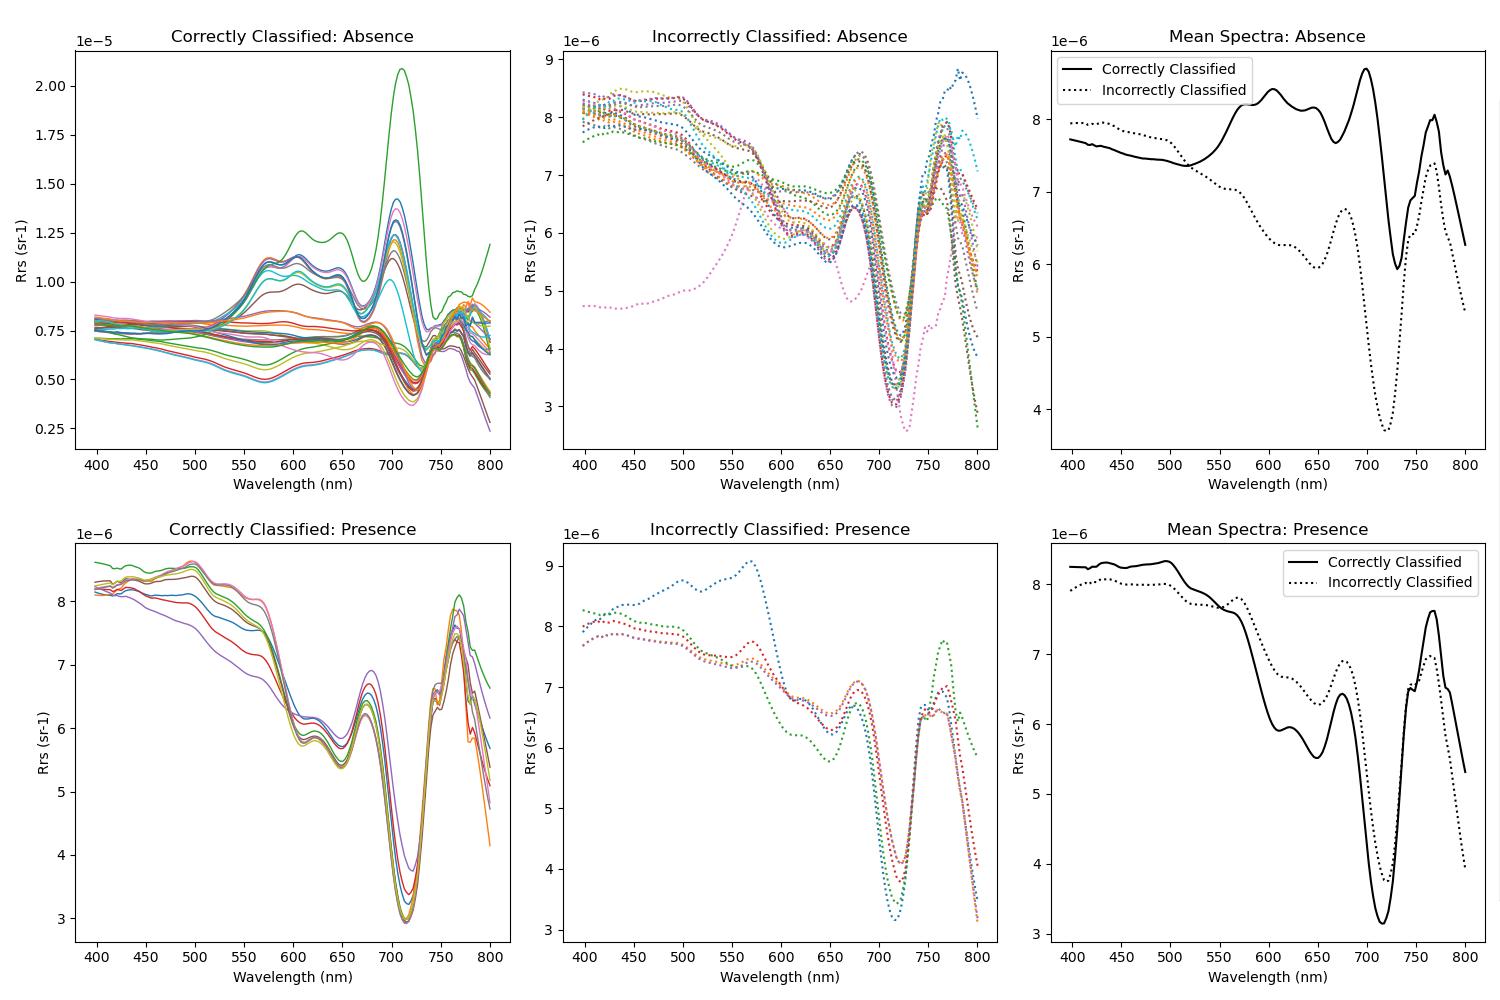 Correctly Classified: Absence
1e−5
2.00
1.75
1.50
1.25
1.00
0.75
0.50
0.25
Rrs (sr-1)
400 450 500 550 600 650 700 750 800
Wavelength (nm)
Incorrectly Classified: Absence
1e−6
9
8
7
6
5
4
3
Rrs (sr-1)
400 450 500 550 600 650 700 750 800
Wavelength (nm)
Mean Spectra: Absence
1e−6
Correctly Classified
Incorrectly Classified
8
7
6
5
4
Rrs (sr-1)
400 450 500 550 600 650 700 750 800
Wavelength (nm)
Correctly Classified: Presence
1e−6
8
7
6
5
4
3
Rrs (sr-1)
400 450 500 550 600 650 700 750 800
Wavelength (nm)
Incorrectly Classified: Presence
1e−6
9
8
7
6
5
4
3
Rrs (sr-1)
400 450 500 550 600 650 700 750 800
Wavelength (nm)
Mean Spectra: Presence
1e−6
Correctly Classified
Incorrectly Classified
8
7
6
5
4
3
Rrs (sr-1)
400 450 500 550 600 650 700 750 800
Wavelength (nm)